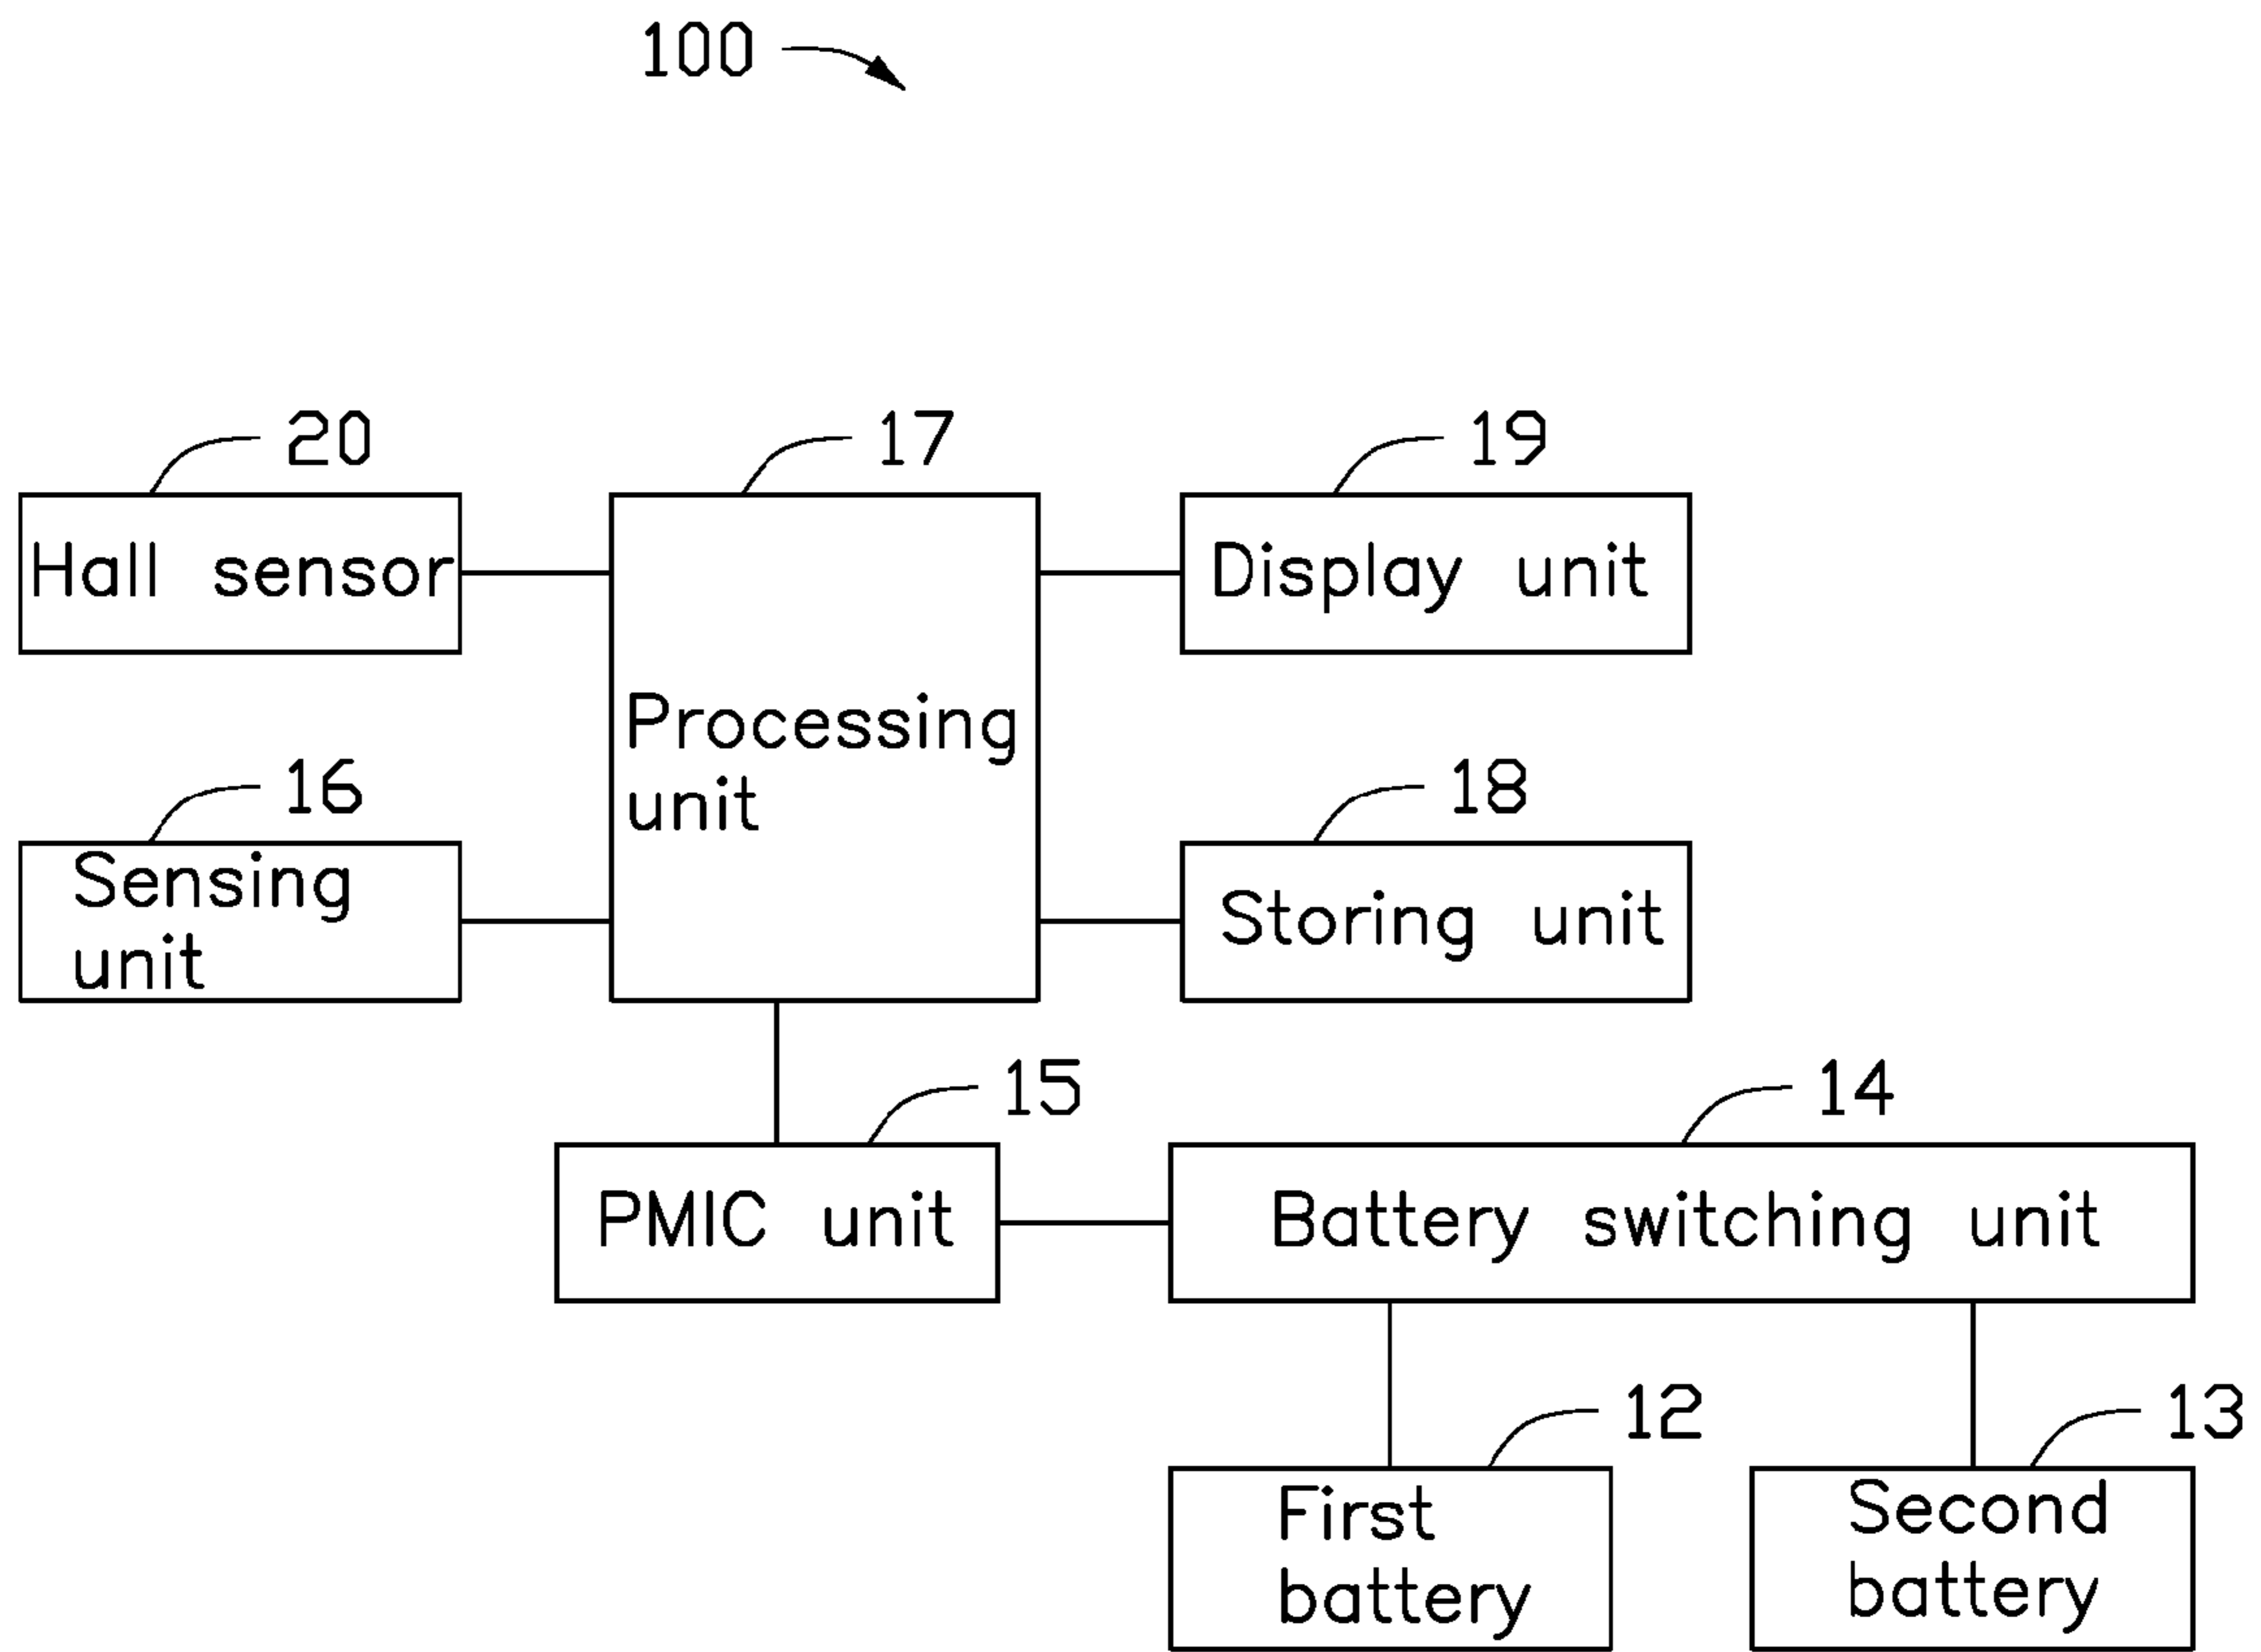 100
20
17
19
Hall sensor
Display unit
Processing
unit
16
18
Sensing
unit
Storing unit
15
14
PMIC unit
Battery switching unit
12
13
First
battery
Second
battery